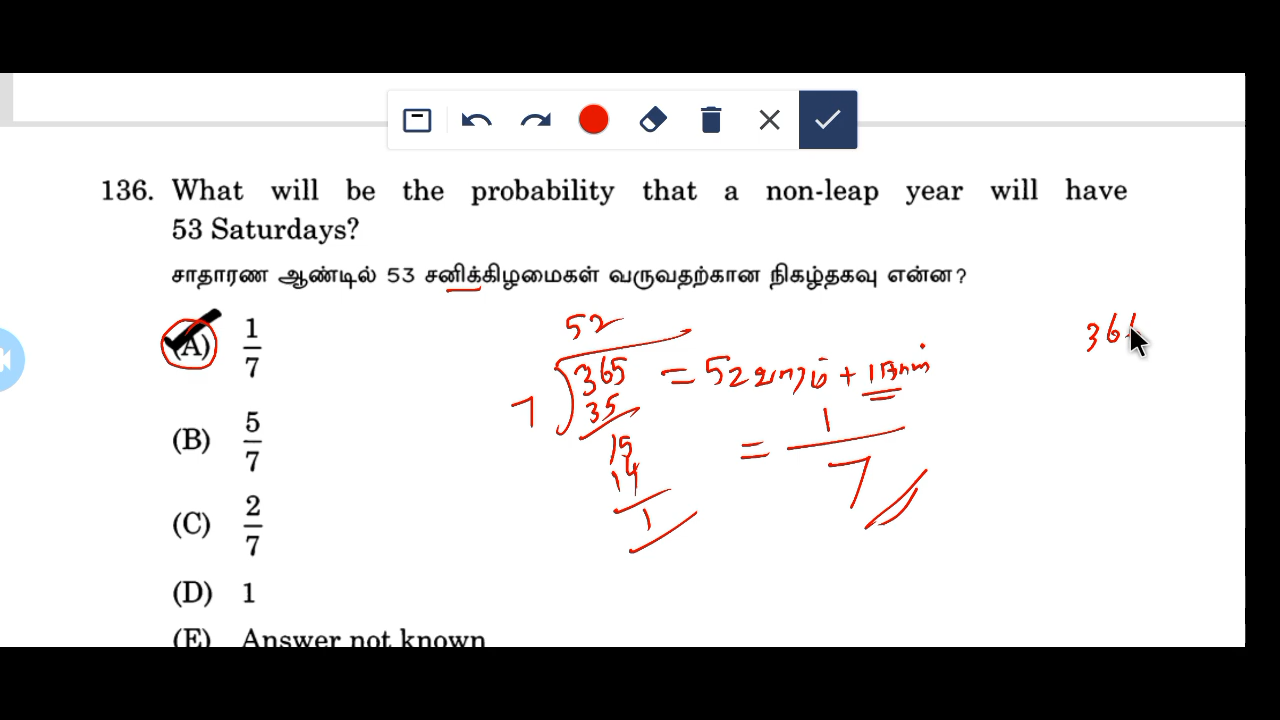 136. What will be the probability that a non-leap year will have
53 Saturdays?
சாதாரண ஆண்டில் 53 சனிக்கிழமைகள் வருவதற்கான நிகழ்தகவு என்ன?
(A) 1/7
(B) 5/7
(C) 2/7
(D) 1
(E) Answer not known
52
7 365 = 52 வாரம் + 1 நாள்
35
15
14
1
= 1/7
36